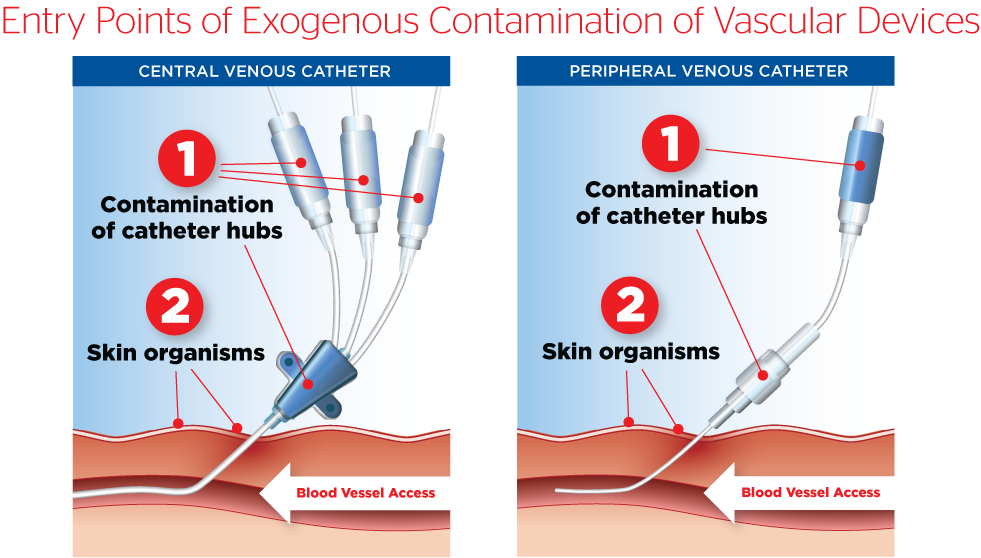 Entry Points of Exogenous Contamination of Vascular Devices
CENTRAL VENOUS CATHETER
1
Contamination
of catheter hubs
2
Skin organisms
Blood Vessel Access
PERIPHERAL VENOUS CATHETER
1
Contamination
of catheter hubs
2
Skin organisms
Blood Vessel Access